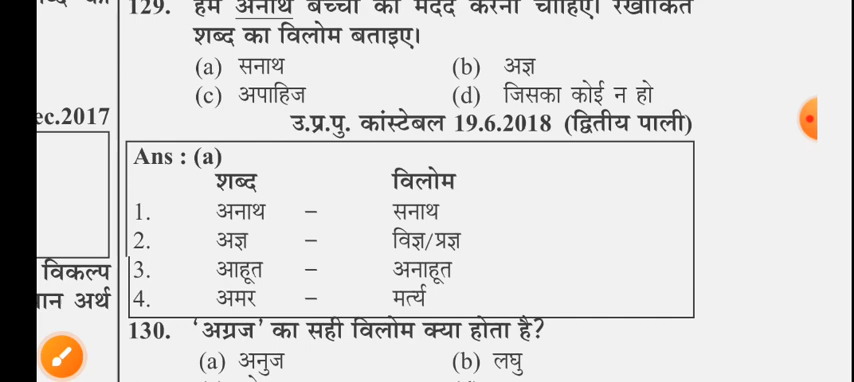 129. हमें अनाथ बच्चों की मदद करनी चाहिए। रेखांकित
शब्द का विलोम बताइए।
(a) सनाथ (b) अज्ञ
(c) अपाहिज (d) जिसका कोई न हो
ec.2017
उ.प्र.पु. कांस्टेबल 19.6.2018 (द्वितीय पाली)
Ans : (a)
शब्द विलोम
1. अनाथ – सनाथ
2. अज्ञ – विज्ञ/प्रज्ञ
विकल्प
3. आहूत – अनाहूत
ान अर्थ
4. अमर – मर्त्य
130. ‘अग्रज’ का सही विलोम क्या होता है?
(a) अनुज (b) लघु